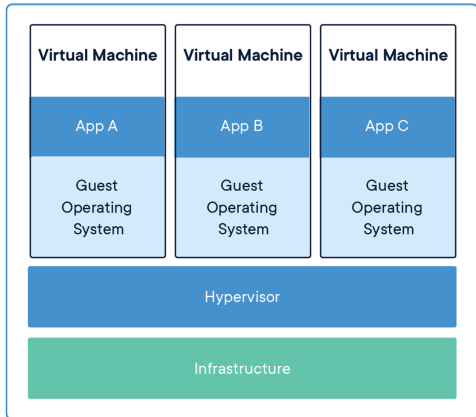 Virtual Machine
Virtual Machine
Virtual Machine
App A
App B
App C
Guest
Operating
System
Guest
Operating
System
Guest
Operating
System
Hypervisor
Infrastructure